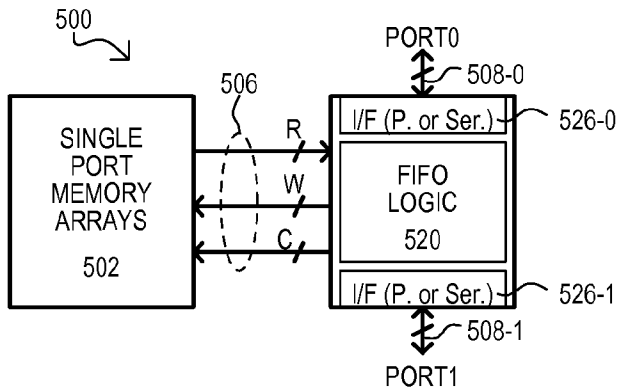 500
PORT0
508-0
506
I/F (P. or Ser.)
526-0
SINGLE
PORT
MEMORY
ARRAYS
502
R
W
C
FIFO
LOGIC
520
I/F (P. or Ser.)
526-1
508-1
PORT1